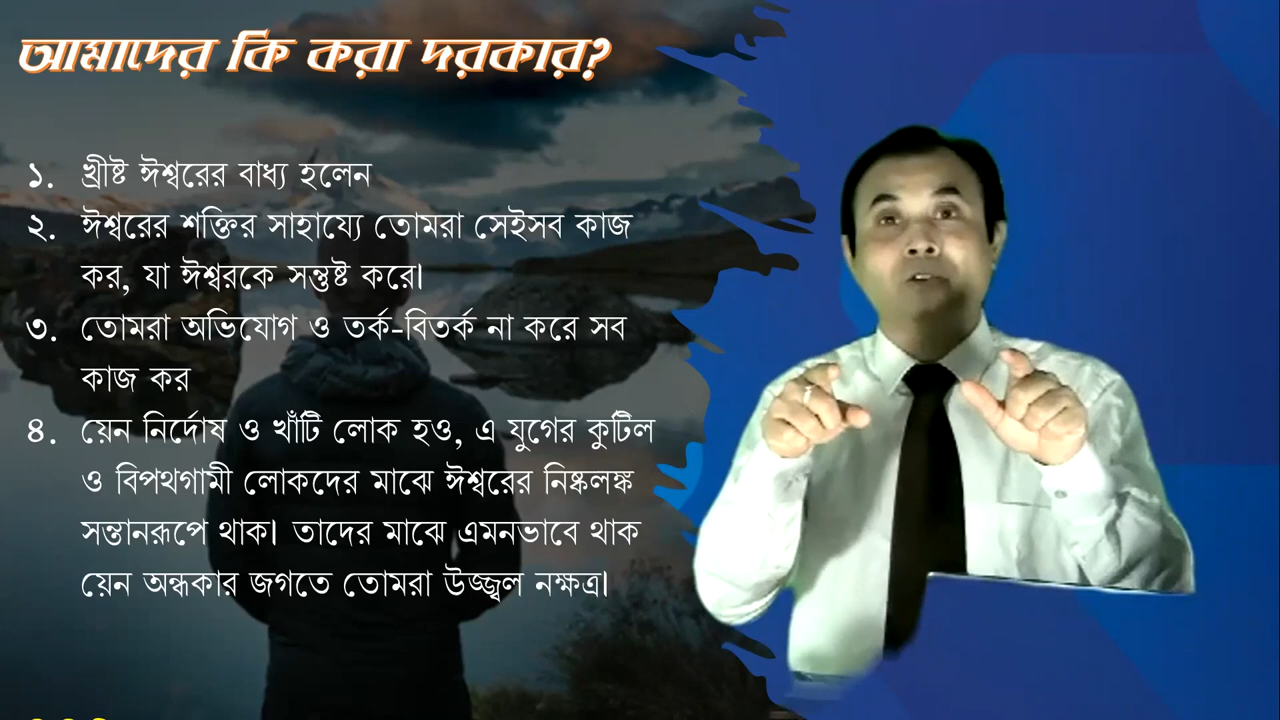 আমাদের কি করা দরকার?
১. খ্রীষ্ট ঈশ্বরের বাধ্য হলেন
২. ঈশ্বরের শক্তির সাহায্যে তোমরা সেইসব কাজ
কর, যা ঈশ্বরকে সন্তুষ্ট করে।
৩. তোমরা অভিযোগ ও তর্ক-বিতর্ক না করে সব
কাজ কর
৪. য়েন নির্দোষ ও খাঁটি লোক হও, এ যুগের কুটিল
ও বিপথগামী লোকদের মাঝে ঈশ্বরের নিষ্কলঙ্ক
সন্তানরূপে থাক। তাদের মাঝে এমনভাবে থাক
য়েন অন্ধকার জগতে তোমরা উজ্জ্বল নক্ষত্র।